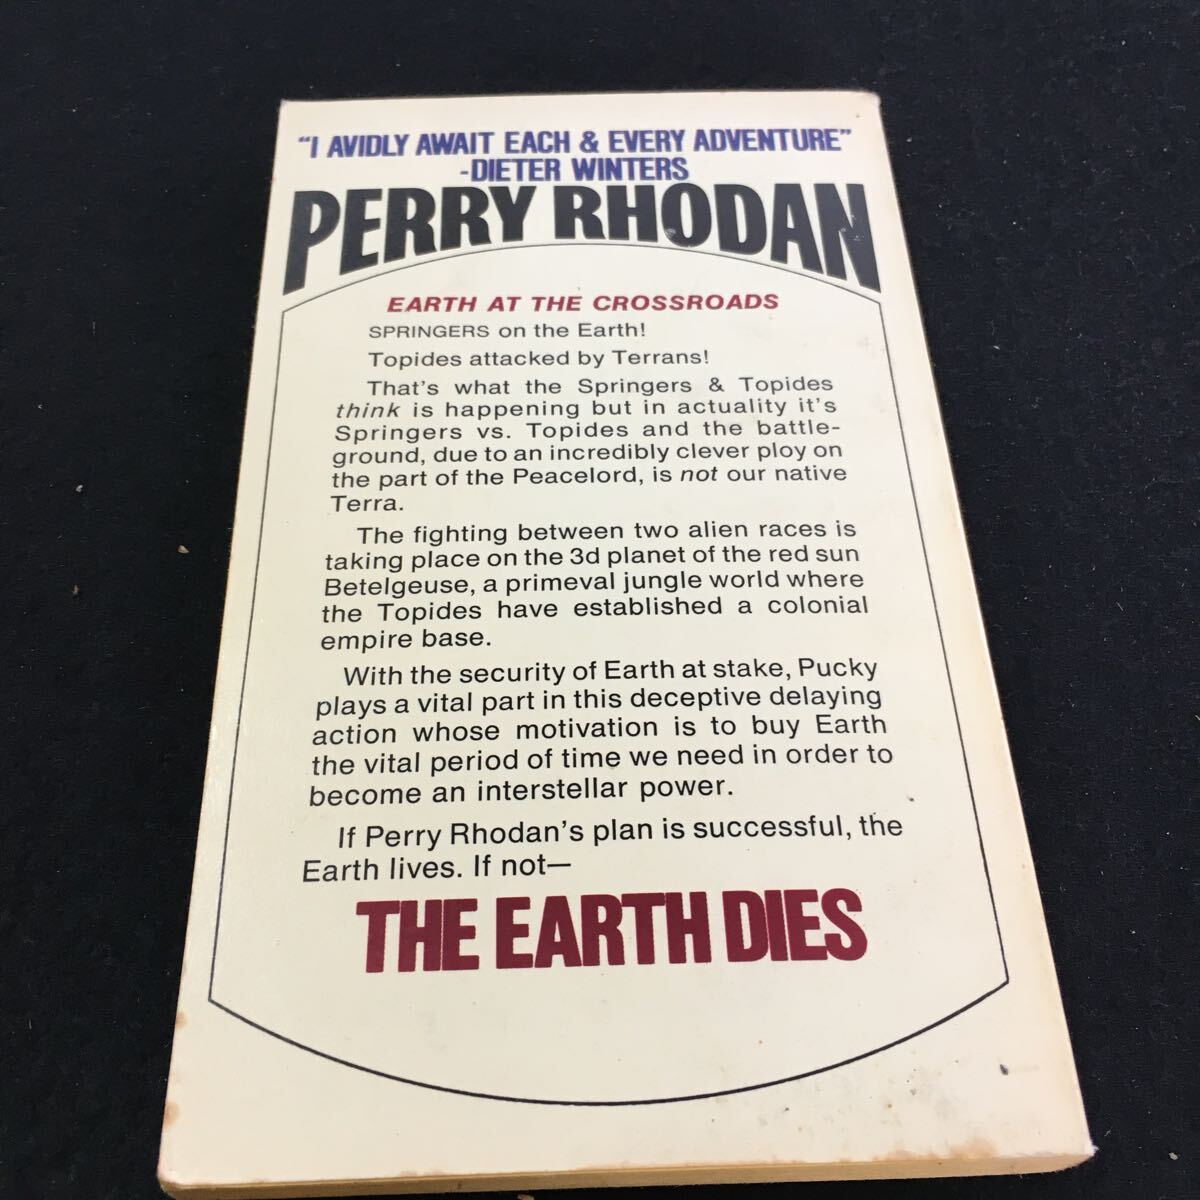 “I AVIDLY AWAIT EACH & EVERY ADVENTURE”
-DIETER WINTERS
PERRY RHODAN
EARTH AT THE CROSSROADS
SPRINGERS on the Earth!
Topides attacked by Terrans!
That's what the Springers & Topides
think is happening but in actuality it's
Springers vs. Topides and the battle-
ground, due to an incredibly clever ploy on
the part of the Peacelord, is not our native
Terra.
The fighting between two alien races is
taking place on the 3d planet of the red sun
Betelgeuse, a primeval jungle world where
the Topides have established a colonial
empire base.
With the security of Earth at stake, Pucky
plays a vital part in this deceptive delaying
action whose motivation is to buy Earth
the vital period of time we need in order to
become an interstellar power.
If Perry Rhodan's plan is successful, the
Earth lives. If not—
THE EARTH DIES